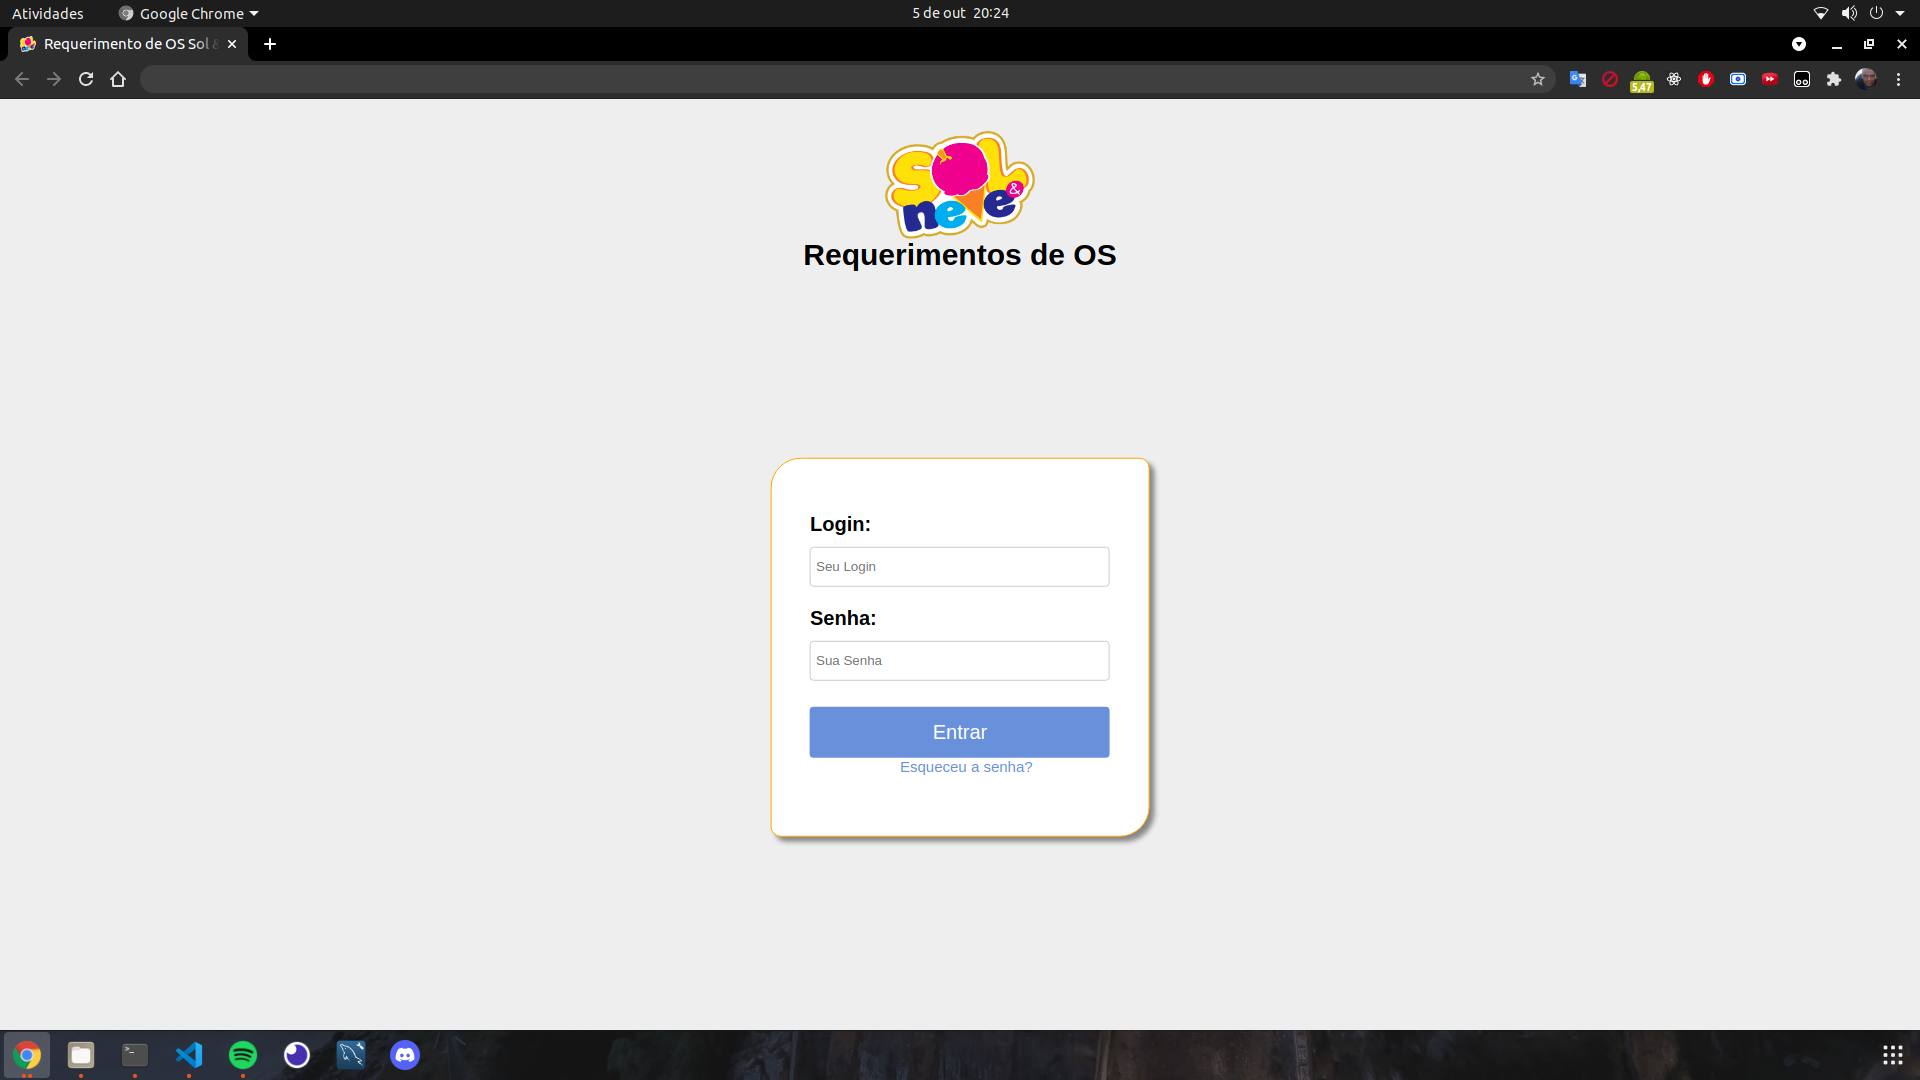 Atividades
Google Chrome
5 de out 20:24
Requerimento de OS Sol &
5,47
Sol &
neve
Requerimentos de OS
Login:
Seu Login
Senha:
Sua Senha
Entrar
Esqueceu a senha?